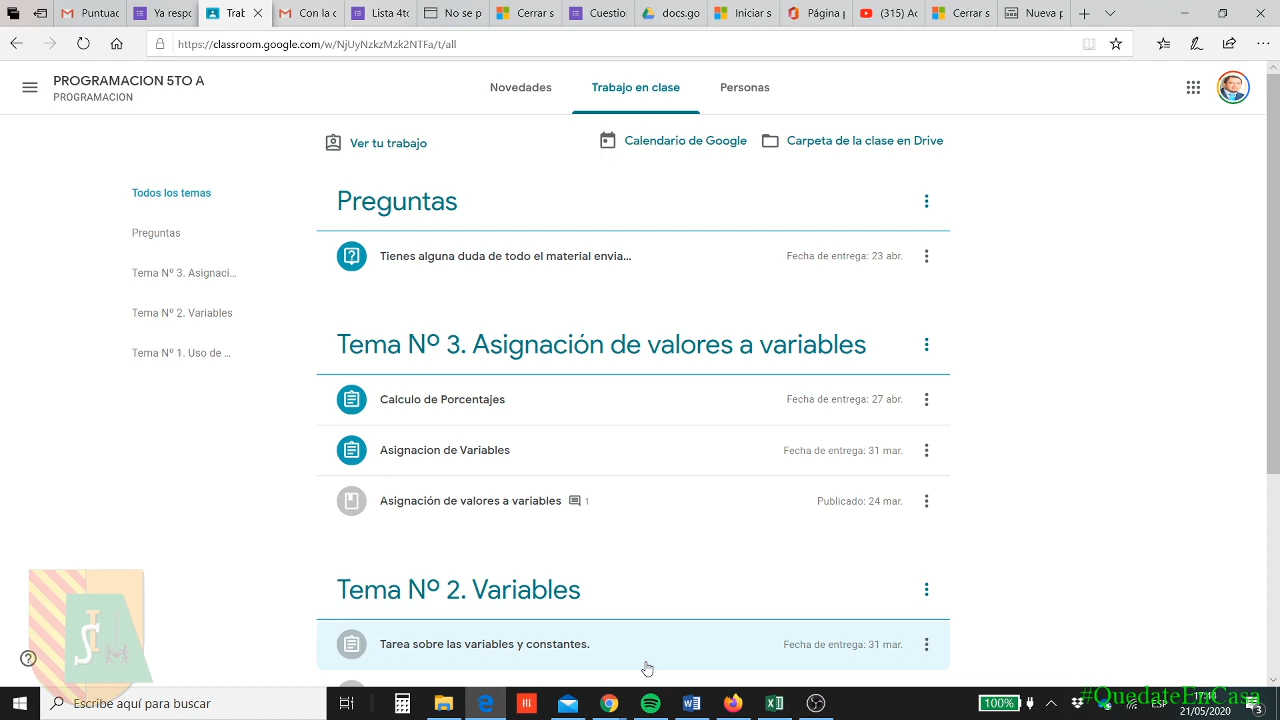 Puntua
Trab
Con la
Lista 4t
No se p
Cerrar s
Cuestio
docs.go
Iniciar s
Página
(315)
Cerrar s
Nueva
https://classroom.google.com/w/NjUyNzkzMzk2NTFa/t/all
PROGRAMACION 5TO A
PROGRAMACION
Novedades
Trabajo en clase
Personas
Ver tu trabajo
Calendario de Google
Carpeta de la clase en Drive
Todos los temas
Preguntas
Tema Nº 3. Asignaci...
Tema Nº 2. Variables
Tema Nº 1. Uso de ...
Preguntas
Tienes alguna duda de todo el material envia...
Fecha de entrega: 23 abr.
Tema Nº 3. Asignación de valores a variables
Calculo de Porcentajes
Fecha de entrega: 27 abr.
Asignacion de Variables
Fecha de entrega: 31 mar.
Asignación de valores a variables 1
Publicado: 24 mar.
Tema Nº 2. Variables
Tarea sobre las variables y constantes.
Fecha de entrega: 31 mar.
Escribe aquí para buscar
100%
ESP
#QuedateEnCasa
21/05/2020
3